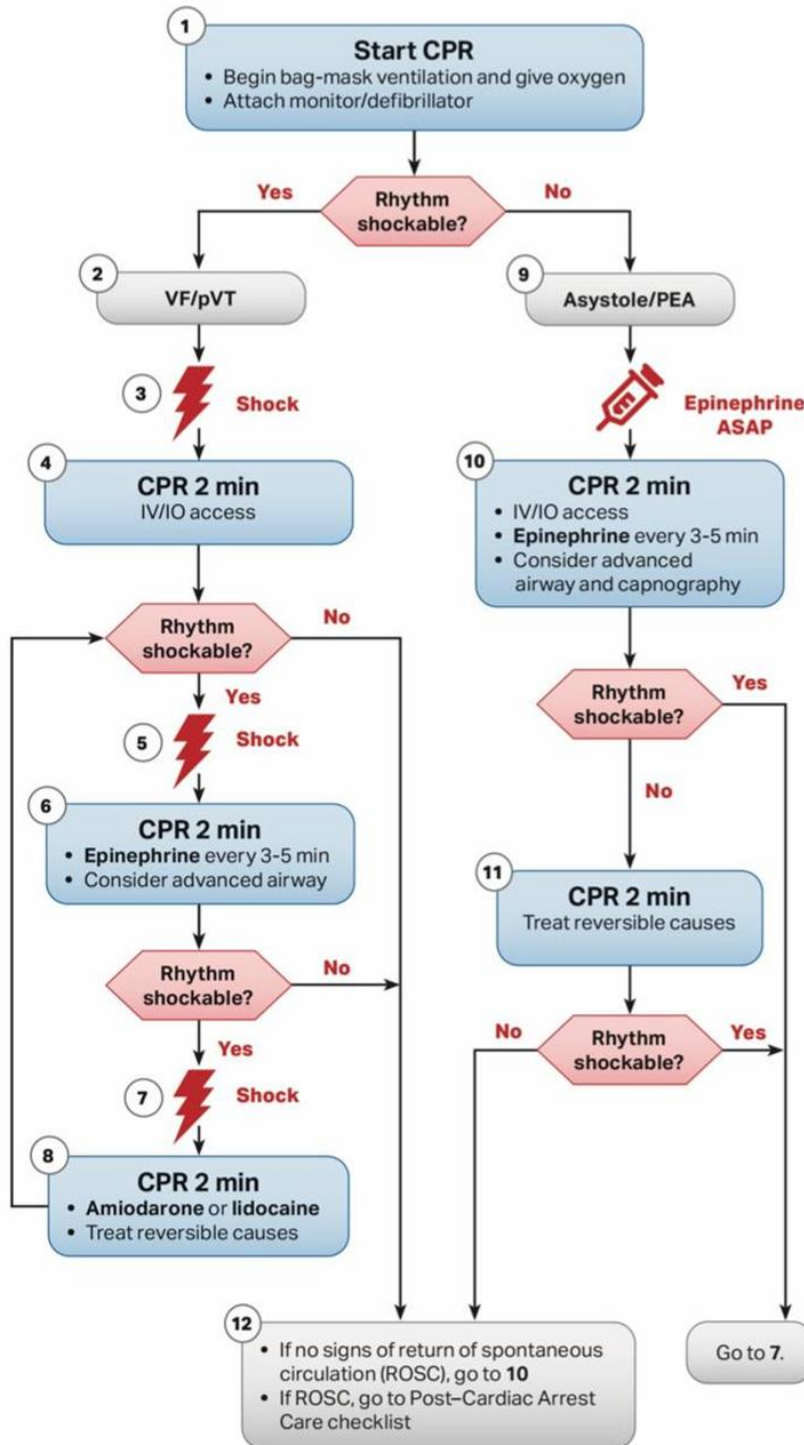 1
Start CPR
• Begin bag-mask ventilation and give oxygen
• Attach monitor/defibrillator
Rhythm
shockable?
Yes
No
2
VF/pVT
3
Shock
4
CPR 2 min
IV/IO access
Rhythm
shockable?
No
Yes
5
Shock
6
CPR 2 min
• Epinephrine every 3-5 min
• Consider advanced airway
Rhythm
shockable?
No
Yes
7
Shock
8
CPR 2 min
• Amiodarone or lidocaine
• Treat reversible causes
9
Asystole/PEA
Epinephrine
ASAP
10
CPR 2 min
• IV/IO access
• Epinephrine every 3-5 min
• Consider advanced
airway and capnography
Rhythm
shockable?
Yes
No
11
CPR 2 min
Treat reversible causes
Rhythm
shockable?
No
Yes
12
• If no signs of return of spontaneous
circulation (ROSC), go to 10
• If ROSC, go to Post–Cardiac Arrest
Care checklist
Go to 7.